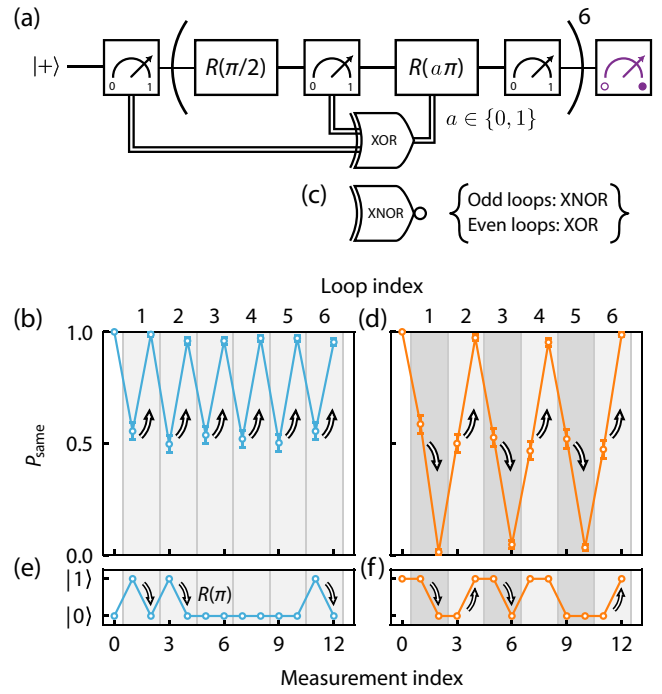 (a)
6
|+⟩
0 1
R(π/2)
0 1
R(aπ)
0 1
XOR
a ∈ {0, 1}
(c)
XNOR
Odd loops: XNOR
Even loops: XOR
Loop index
(b) 1 2 3 4 5 6
(d) 1 2 3 4 5 6
1.0
0.5
0.0
P_same
(e)
|1⟩
|0⟩
R(π)
(f)
0 3 6 9 12
0 3 6 9 12
Measurement index